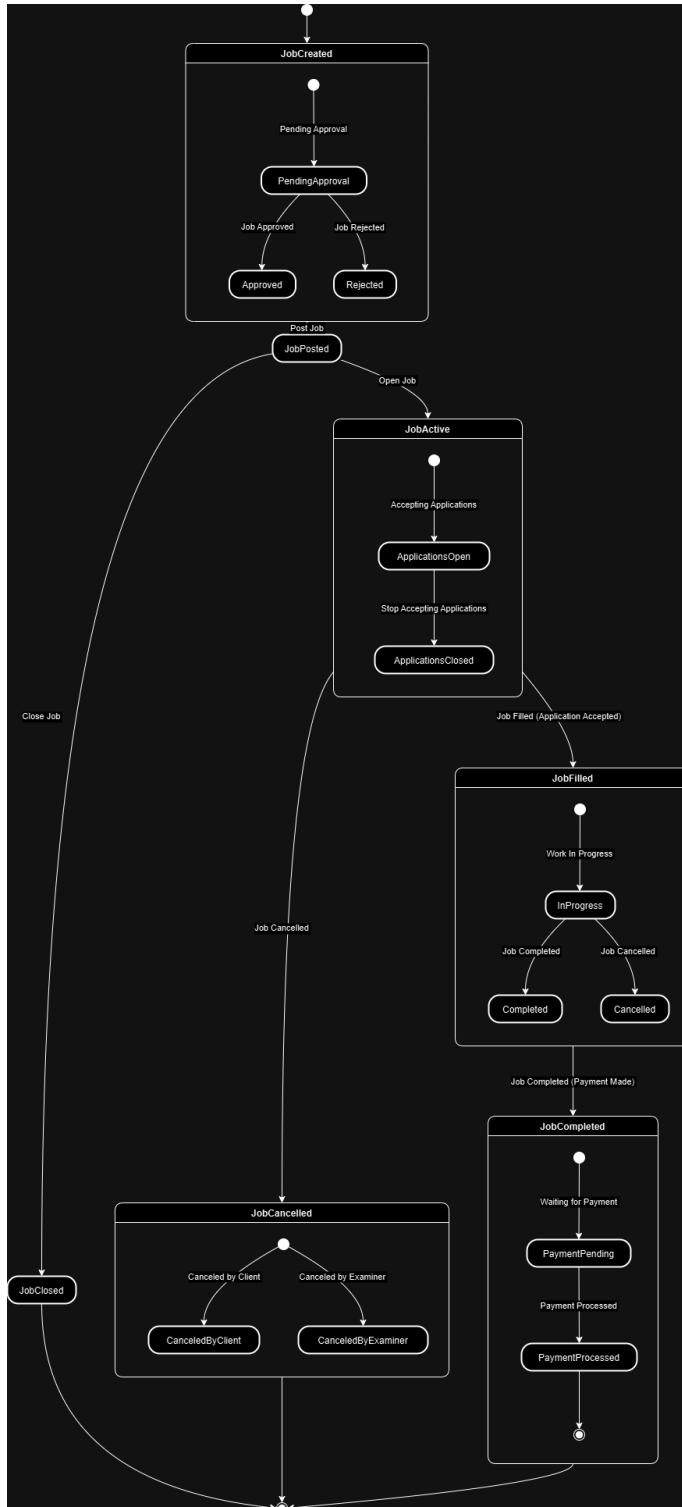 JobCreated
Pending Approval
PendingApproval
Job Approved
Job Rejected
Approved
Rejected
Post Job
JobPosted
Open Job
JobActive
Accepting Applications
ApplicationsOpen
Stop Accepting Applications
ApplicationsClosed
Close Job
Job Filled (Application Accepted)
JobFilled
Work In Progress
InProgress
Job Cancelled
Job Completed
Job Cancelled
Completed
Cancelled
Job Completed (Payment Made)
JobCompleted
Waiting for Payment
JobCancelled
PaymentPending
Canceled by Client
Canceled by Examiner
JobClosed
Payment Processed
CanceledByClient
CanceledByExaminer
PaymentProcessed